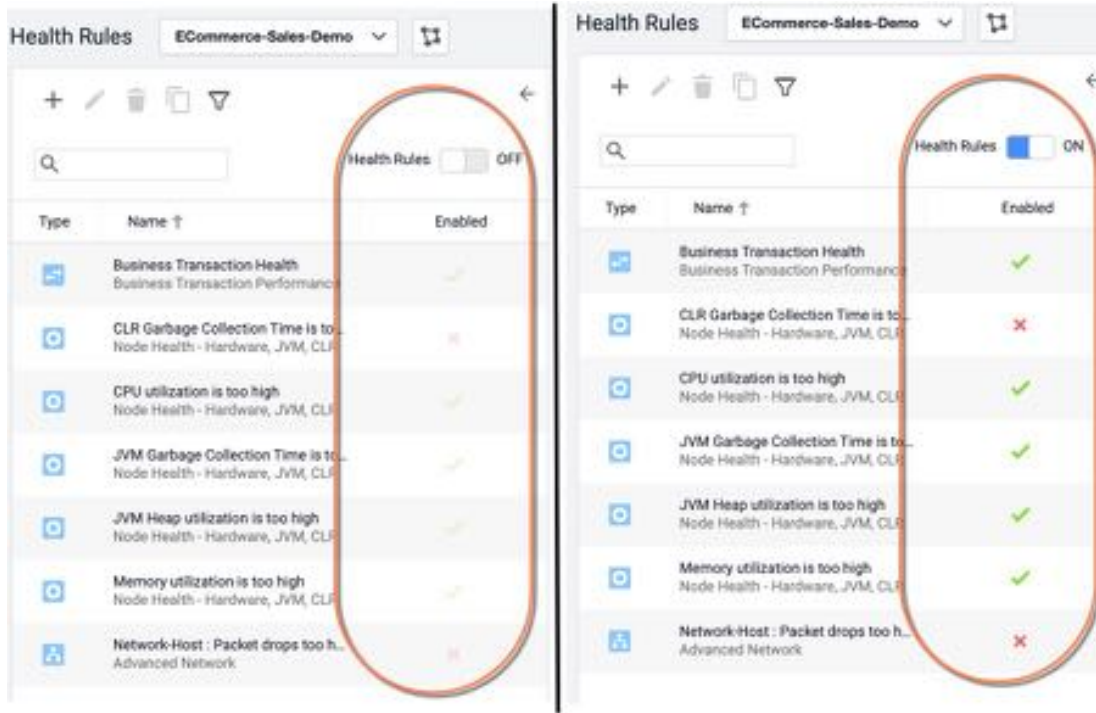 Health Rules ECommerce-Sales-Demo
Health Rules OFF
Type Name ↑ Enabled
Business Transaction Health
Business Transaction Performance
CLR Garbage Collection Time is to...
Node Health - Hardware, JVM, CLR
CPU utilization is too high
Node Health - Hardware, JVM, CLR
JVM Garbage Collection Time is to...
Node Health - Hardware, JVM, CLR
JVM Heap utilization is too high
Node Health - Hardware, JVM, CLR
Memory utilization is too high
Node Health - Hardware, JVM, CLR
Network-Host : Packet drops too h...
Advanced Network
Health Rules ECommerce-Sales-Demo
Health Rules ON
Type Name ↑ Enabled
Business Transaction Health
Business Transaction Performance
CLR Garbage Collection Time is to...
Node Health - Hardware, JVM, CLR
CPU utilization is too high
Node Health - Hardware, JVM, CLR
JVM Garbage Collection Time is to...
Node Health - Hardware, JVM, CLR
JVM Heap utilization is too high
Node Health - Hardware, JVM, CLR
Memory utilization is too high
Node Health - Hardware, JVM, CLR
Network-Host : Packet drops too h...
Advanced Network